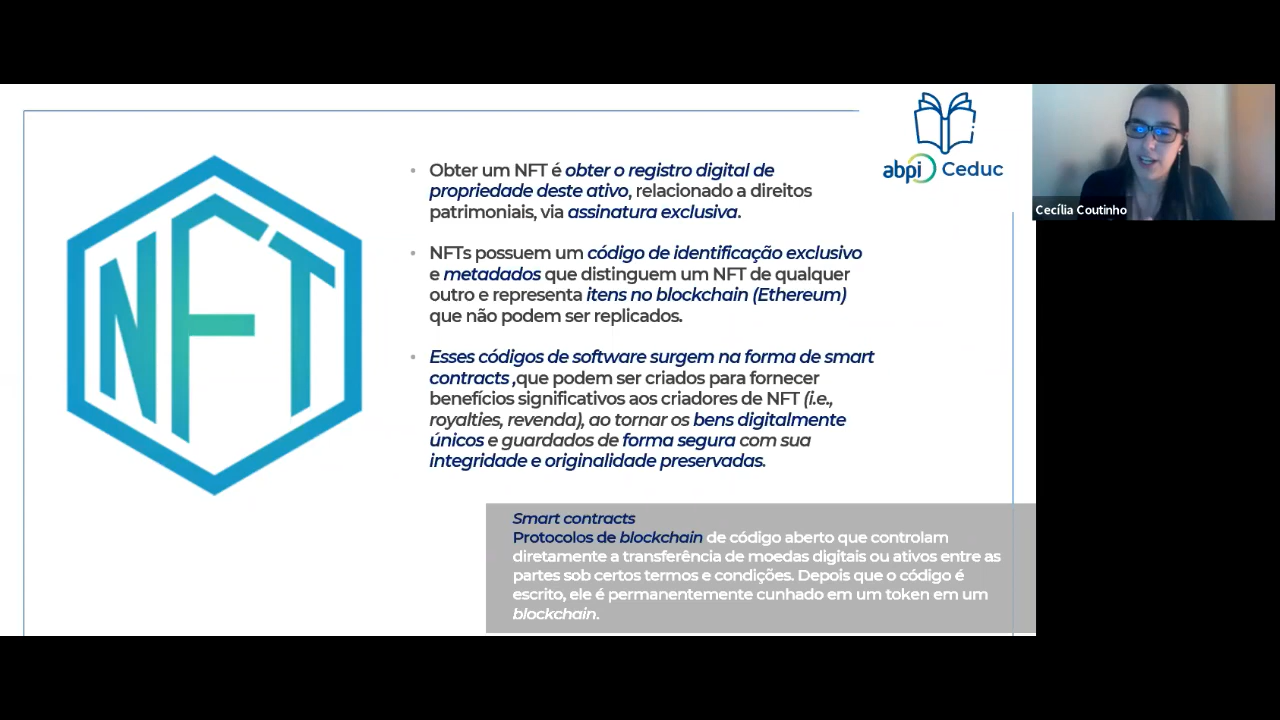 NFT
Obter um NFT é obter o registro digital de
propriedade deste ativo, relacionado a direitos
patrimoniais, via assinatura exclusiva.
NFTs possuem um código de identificação exclusivo
e metadados que distinguem um NFT de qualquer
outro e representa itens no blockchain (Ethereum)
que não podem ser replicados.
Esses códigos de software surgem na forma de smart
contracts ,que podem ser criados para fornecer
benefícios significativos aos criadores de NFT (i.e.,
royalties, revenda), ao tornar os bens digitalmente
únicos e guardados de forma segura com sua
integridade e originalidade preservadas.
Smart contracts
Protocolos de blockchain de código aberto que controlam
diretamente a transferência de moedas digitais ou ativos entre as
partes sob certos termos e condições. Depois que o código é
escrito, ele é permanentemente cunhado em um token em um
blockchain.
abpi Ceduc
Cecília Coutinho